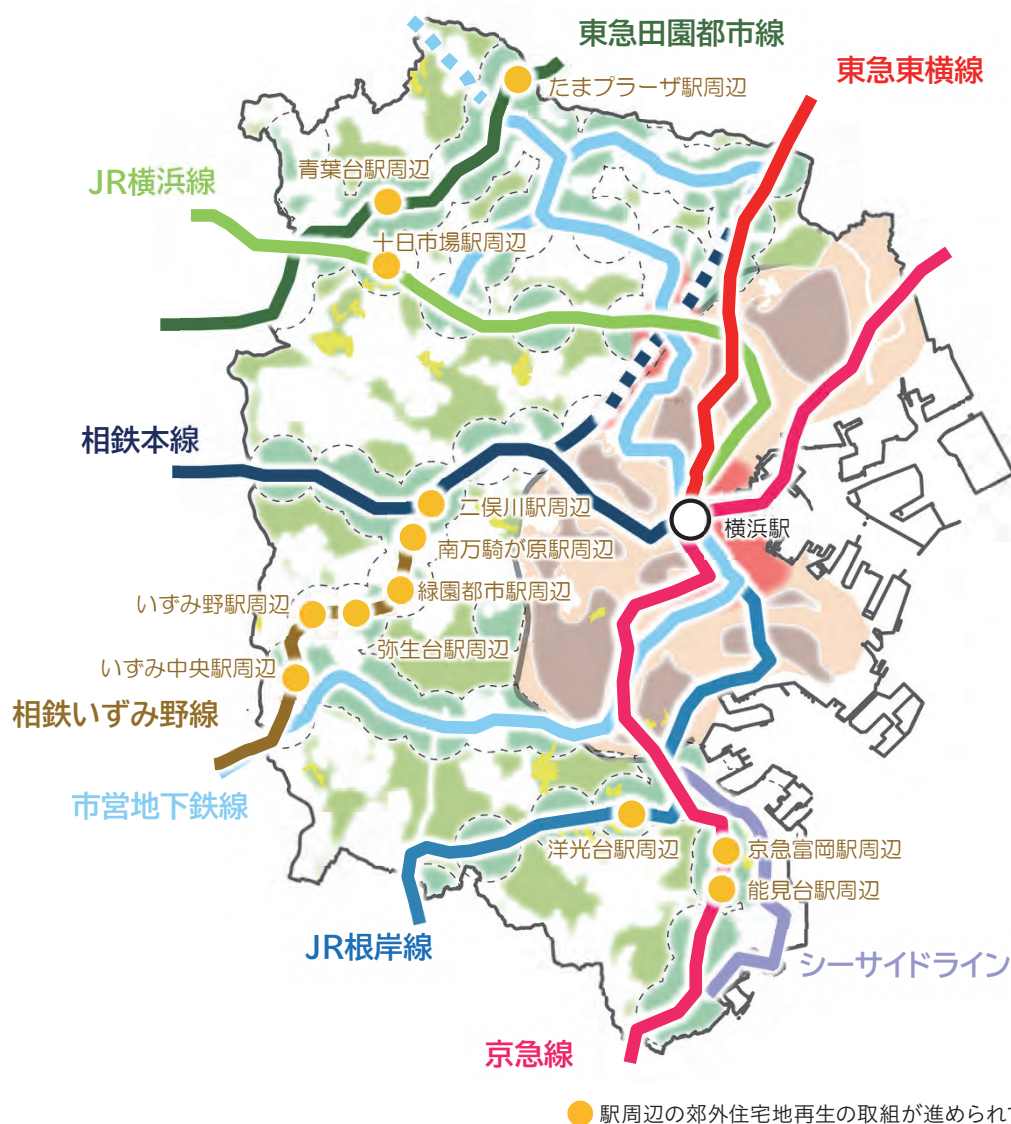 東急田園都市線
東急東横線
たまプラーザ駅周辺
青葉台駅周辺
JR横浜線
十日市場駅周辺
相鉄本線
二俣川駅周辺
横浜駅
南万騎が原駅周辺
緑園都市駅周辺
いずみ野駅周辺
弥生台駅周辺
いずみ中央駅周辺
相鉄いずみ野線
市営地下鉄線
洋光台駅周辺
京急富岡駅周辺
能見台駅周辺
JR根岸線
シーサイドライン
京急線
駅周辺の郊外住宅地再生の取組が進められて